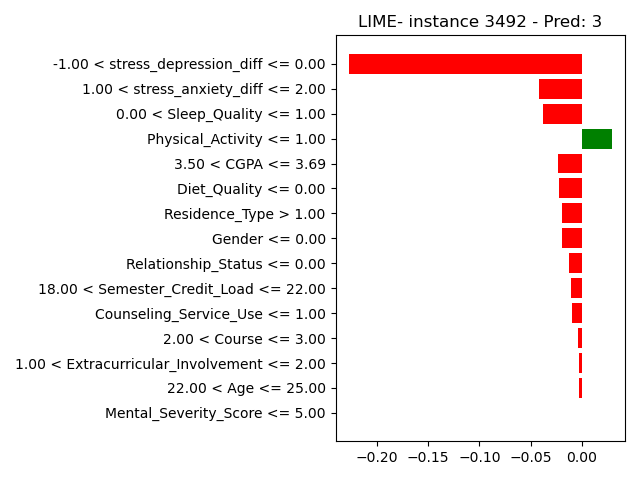 LIME- instance 3492 - Pred: 3
-1.00 < stress_depression_diff <= 0.00
1.00 < stress_anxiety_diff <= 2.00
0.00 < Sleep_Quality <= 1.00
Physical_Activity <= 1.00
3.50 < CGPA <= 3.69
Diet_Quality <= 0.00
Residence_Type > 1.00
Gender <= 0.00
Relationship_Status <= 0.00
18.00 < Semester_Credit_Load <= 22.00
Counseling_Service_Use <= 1.00
2.00 < Course <= 3.00
1.00 < Extracurricular_Involvement <= 2.00
22.00 < Age <= 25.00
Mental_Severity_Score <= 5.00
−0.20 −0.15 −0.10 −0.05 0.00